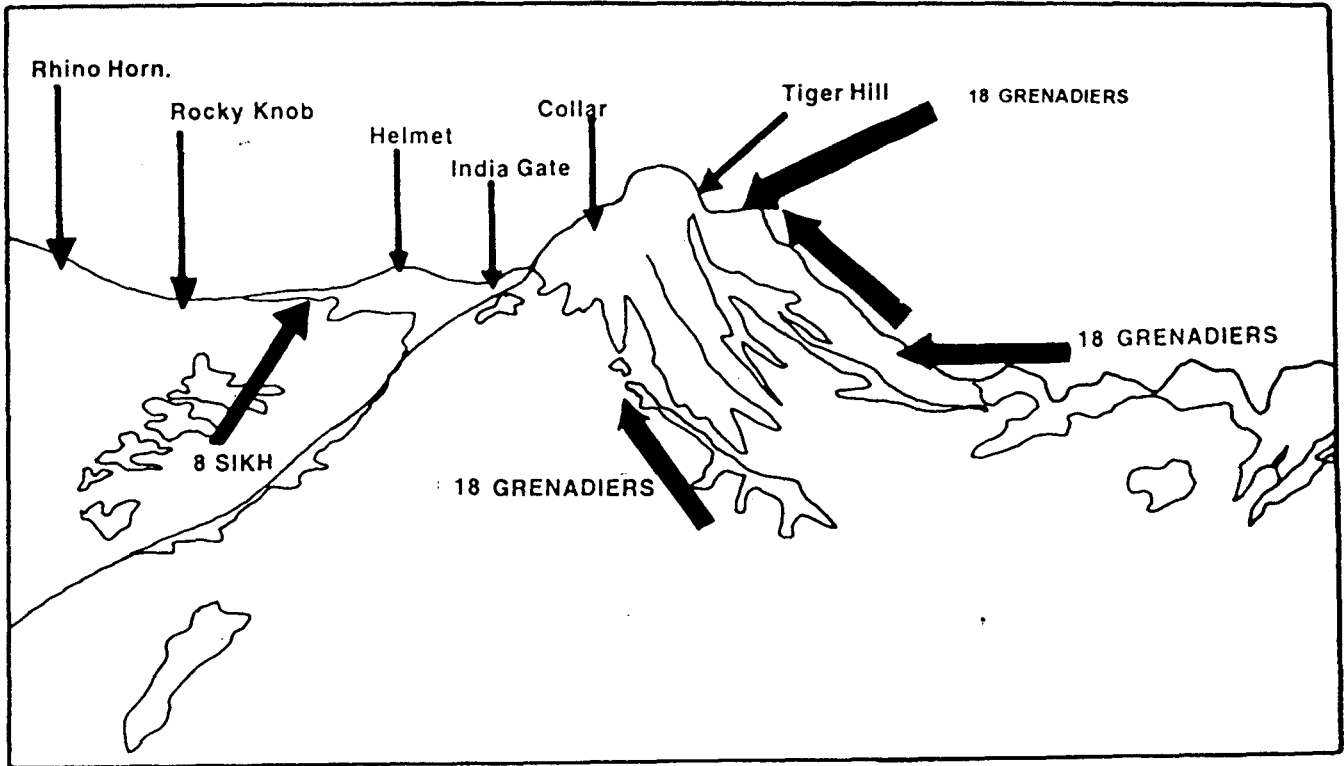 Rhino Horn.
Rocky Knob
Helmet
India Gate
Collar
Tiger Hill
18 GRENADIERS
18 GRENADIERS
8 SIKH
18 GRENADIERS